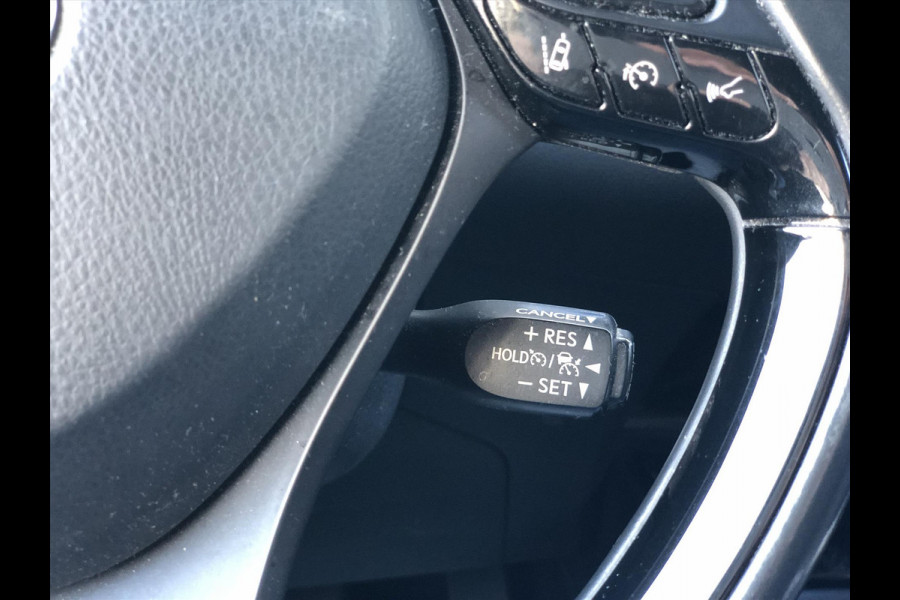 CANCEL▼
+ RES ▲
HOLD / ◀
− SET ▼